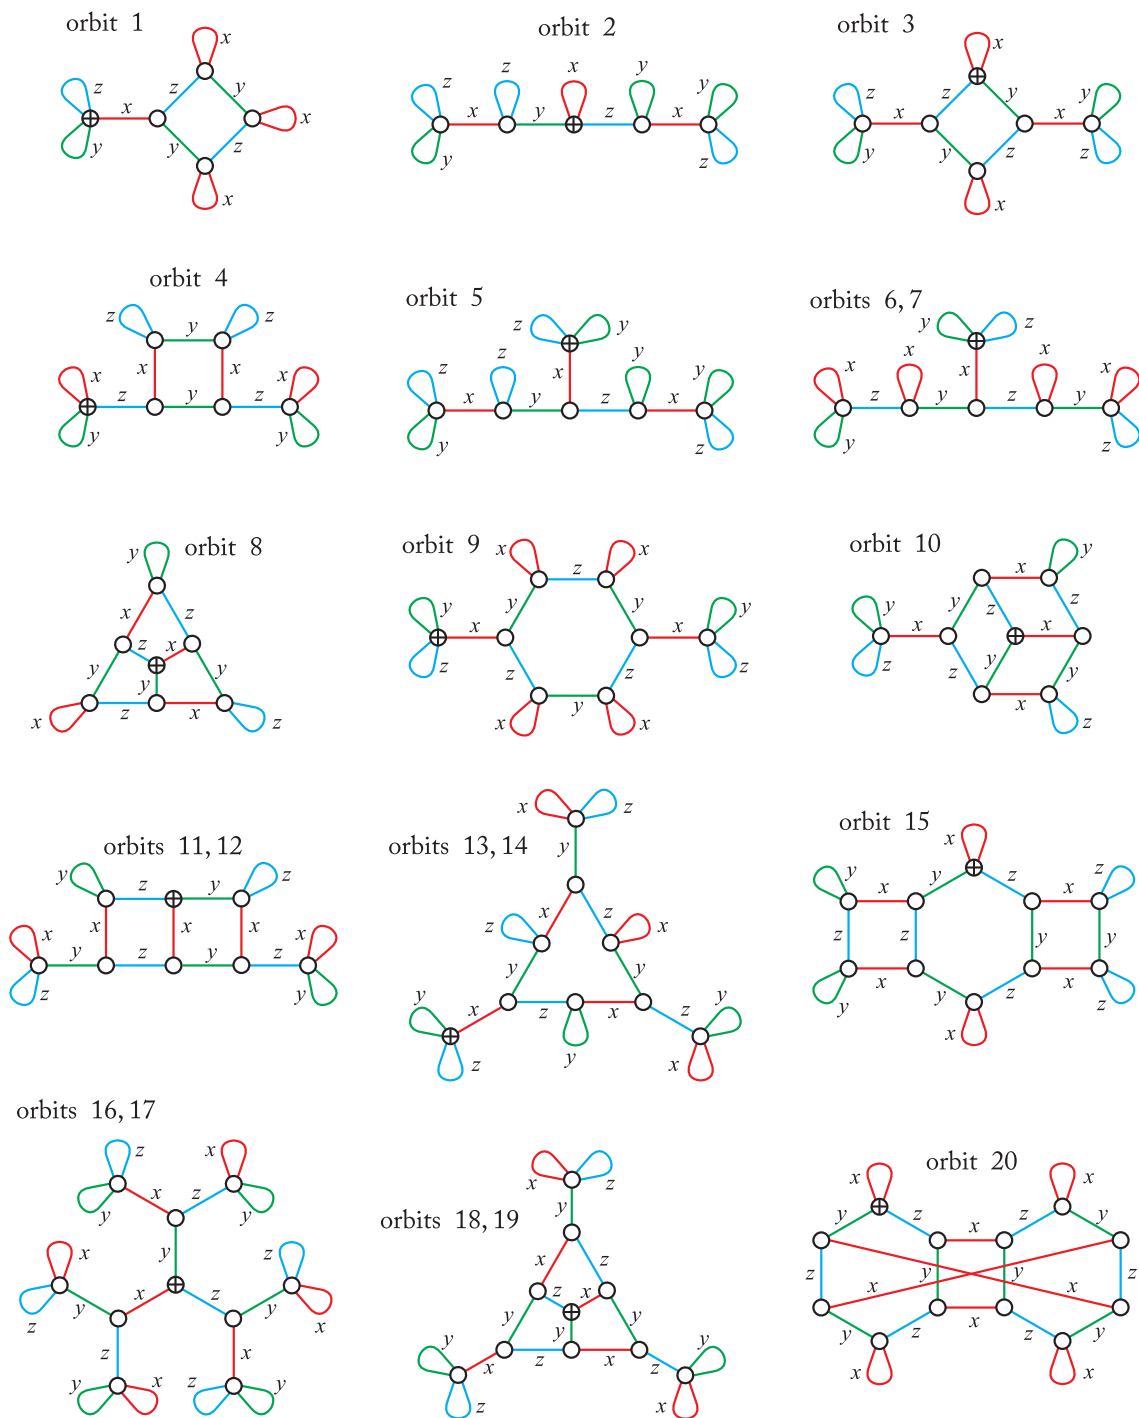 orbit 1
z x y z y y z x x x
orbit 2
z y x z y x z y x y z
orbit 3
z y x z y x y z x y z x
orbit 4
x y z x z y z x y z x y
orbit 5
z y x z y z y x z y x y z
orbits 6, 7
x y z x y y z x z x y x z
orbit 8
y x z z x y y y x z x z
orbit 9
y z x y x z x y z x y x z x y z
orbit 10
y z x y z x y z x y z x y z
orbits 11, 12
x z y y x z z x y y z x z x y
orbits 13, 14
x z y x z z x y y y z x z x y z y x
orbit 15
x y z y x z z x y y x z x z y y x z
orbits 16, 17
z y x x y z y x z y x z z y x y z x z y x
orbits 18, 19
x z y x z z x y y y z x x z y y x z
orbit 20
x y z x z y x z y y z x x y z x z y x x